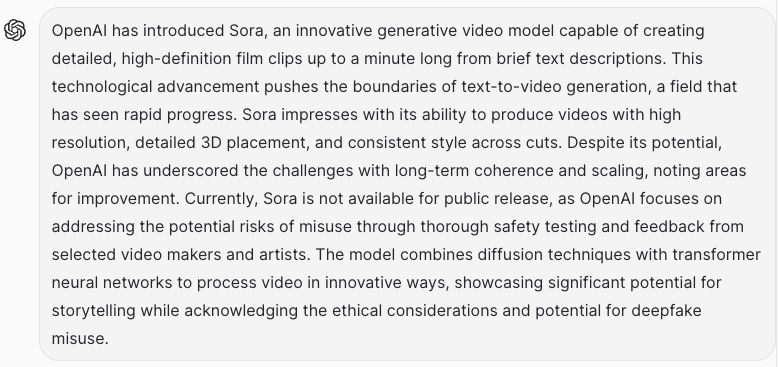 OpenAI has introduced Sora, an innovative generative video model capable of creating
detailed, high-definition film clips up to a minute long from brief text descriptions. This
technological advancement pushes the boundaries of text-to-video generation, a field that
has seen rapid progress. Sora impresses with its ability to produce videos with high
resolution, detailed 3D placement, and consistent style across cuts. Despite its potential,
OpenAI has underscored the challenges with long-term coherence and scaling, noting areas
for improvement. Currently, Sora is not available for public release, as OpenAI focuses on
addressing the potential risks of misuse through thorough safety testing and feedback from
selected video makers and artists. The model combines diffusion techniques with transformer
neural networks to process video in innovative ways, showcasing significant potential for
storytelling while acknowledging the ethical considerations and potential for deepfake
misuse.